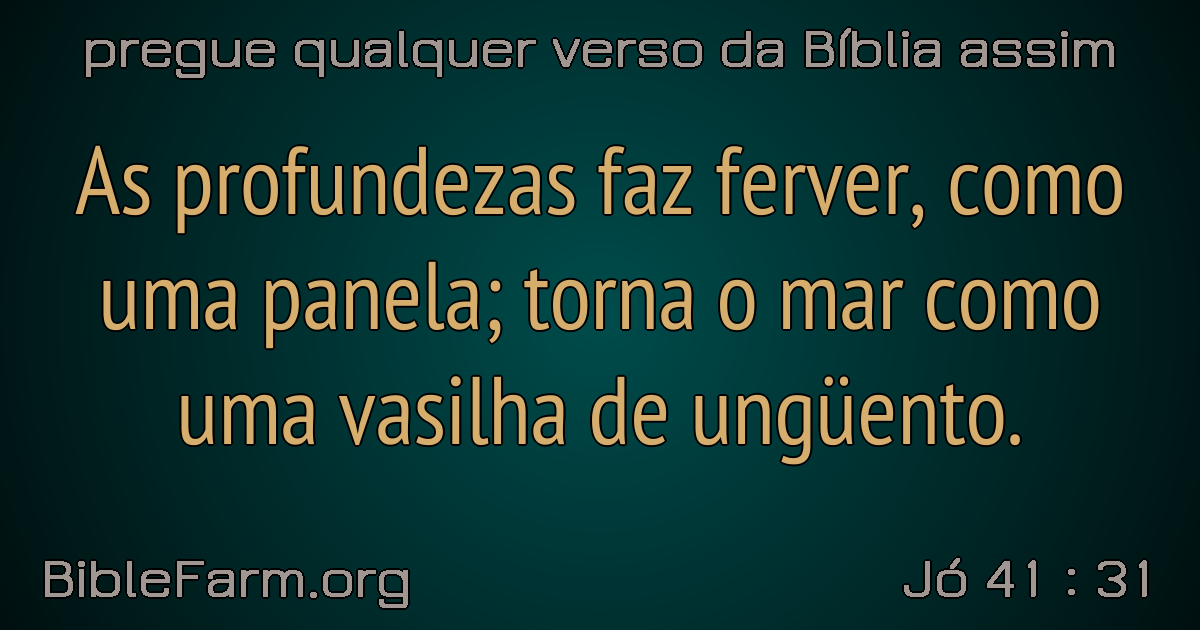 pregue qualquer verso da Bíblia assim
As profundezas faz ferver, como
uma panela; torna o mar como
uma vasilha de ungüento.
BibleFarm.org
Jó 41 : 31